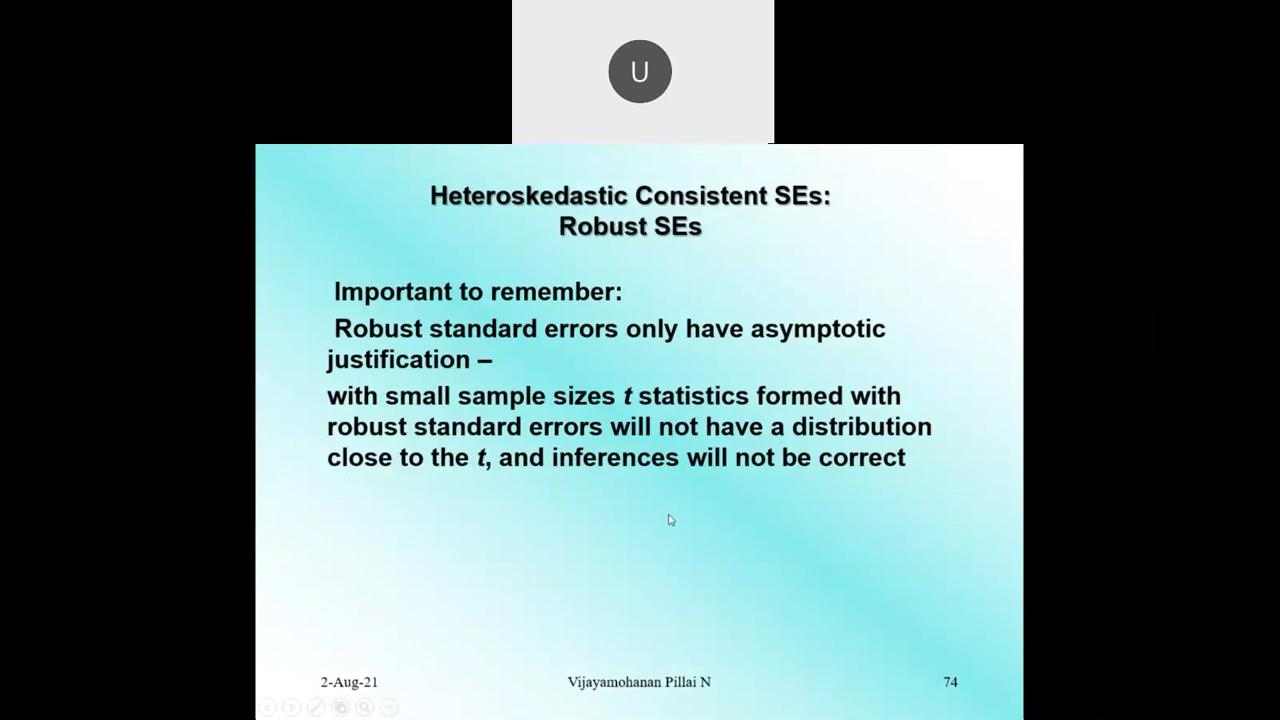 U
Heteroskedastic Consistent SEs:
Robust SEs
Important to remember:
Robust standard errors only have asymptotic
justification –
with small sample sizes t statistics formed with
robust standard errors will not have a distribution
close to the t, and inferences will not be correct
2-Aug-21
Vijayamohanan Pillai N
74